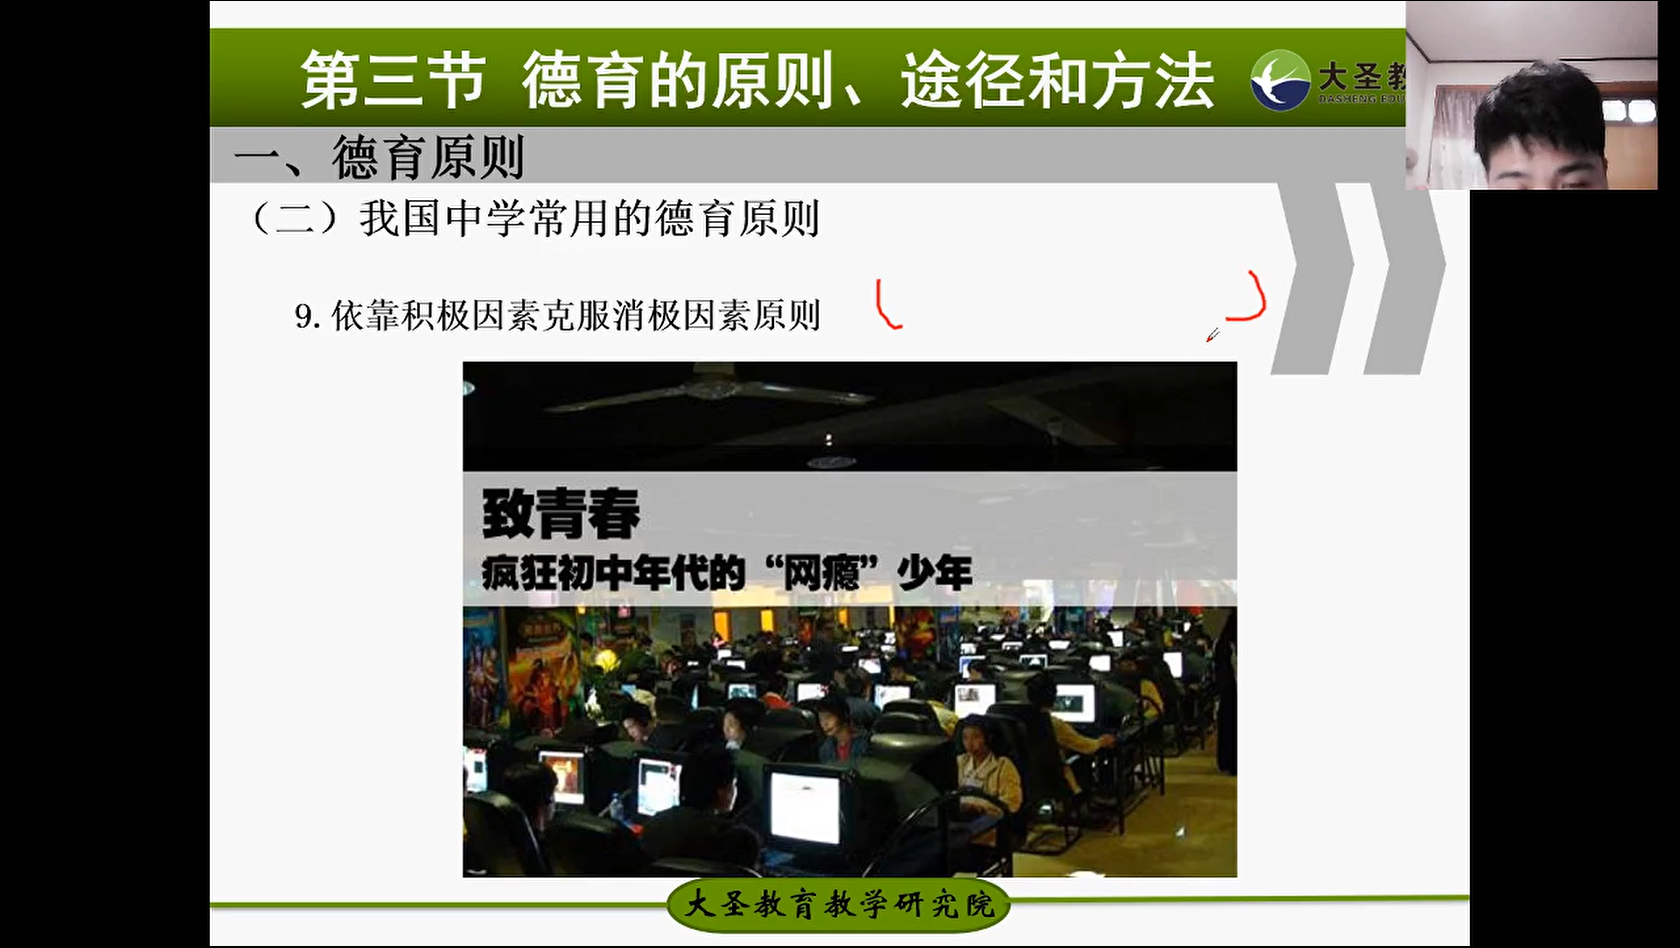 第三节 德育的原则、途径和方法
大圣教
DASHENG EDU
一、德育原则
（二）我国中学常用的德育原则
9.依靠积极因素克服消极因素原则
致青春
疯狂初中年代的“网瘾”少年
大圣教育教学研究院